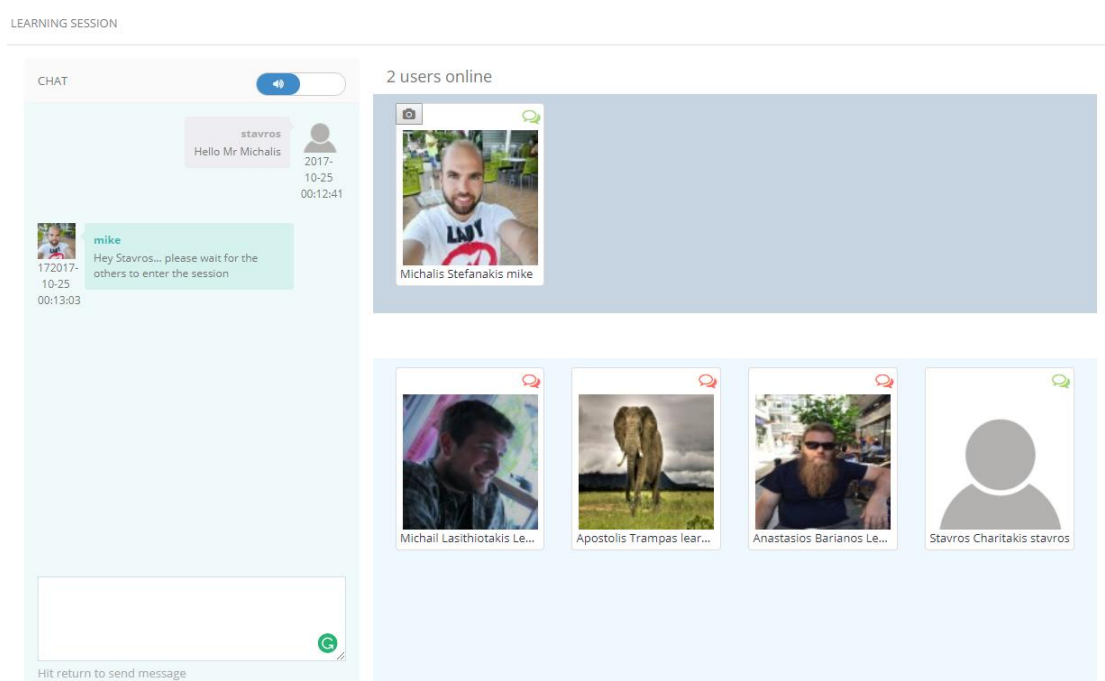 LEARNING SESSION
CHAT
stavros
Hello Mr Michalis
2017-
10-25
00:12:41
mike
Hey Stavros... please wait for the
others to enter the session
172017-
10-25
00:13:03
Hit return to send message
2 users online
LADY
Michalis Stefanakis mike
Michail Lasithiotakis Le...
Apostolis Trampas lear...
Anastasios Barianos Le...
Stavros Charitakis stavros